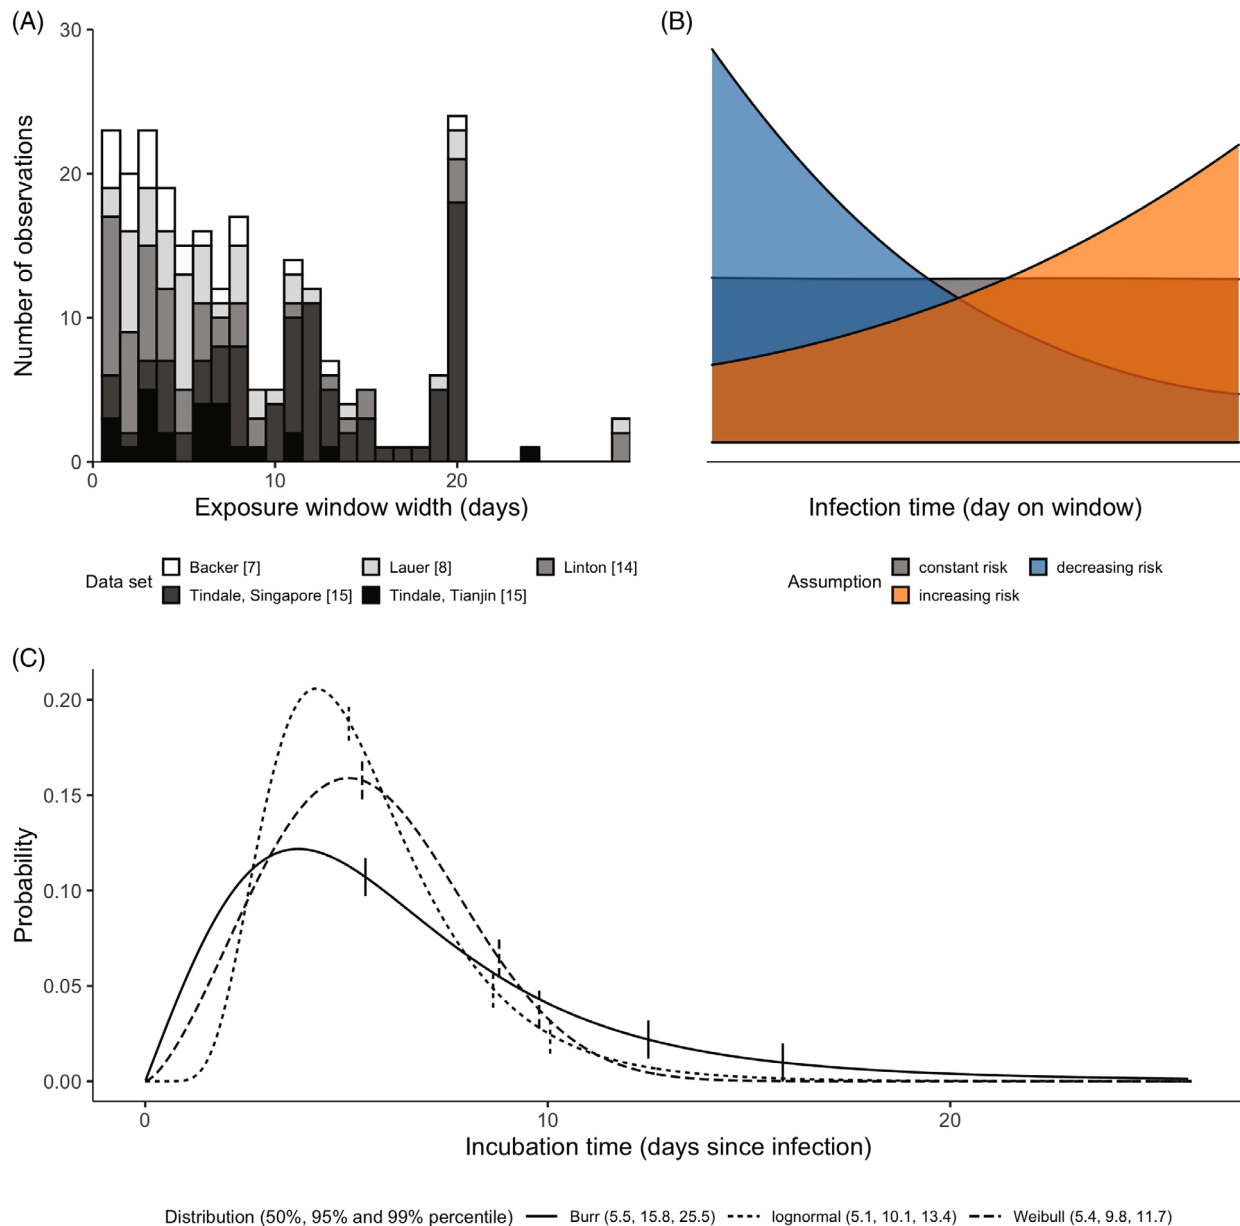 (A)
30
20
10
0
Number of observations
0 10 20
Exposure window width (days)
Data set
Backer [7] Lauer [8] Linton [14]
Tindale, Singapore [15] Tindale, Tianjin [15]
(B)
Infection time (day on window)
Assumption
constant risk decreasing risk
increasing risk
(C)
0.20
0.15
0.10
0.05
0.00
Probability
0 10 20
Incubation time (days since infection)
Distribution (50%, 95% and 99% percentile) Burr (5.5, 15.8, 25.5) lognormal (5.1, 10.1, 13.4) Weibull (5.4, 9.8, 11.7)